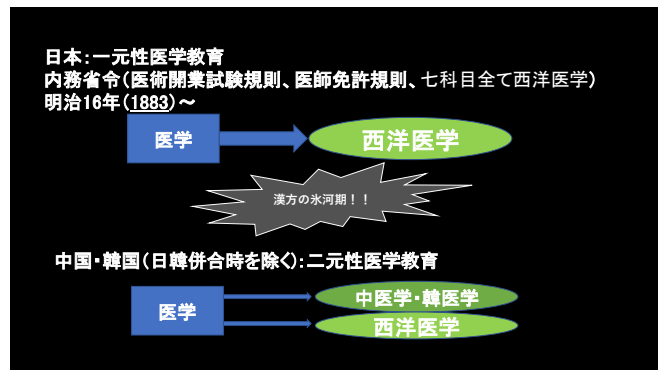 日本:一元性医学教育
内務省令(医術開業試験規則、医師免許規則、七科目全て西洋医学)
明治16年(1883)~
医学
西洋医学
漢方の氷河期!!
中国・韓国(日韓併合時を除く):二元性医学教育
医学
中医学・韓医学
西洋医学